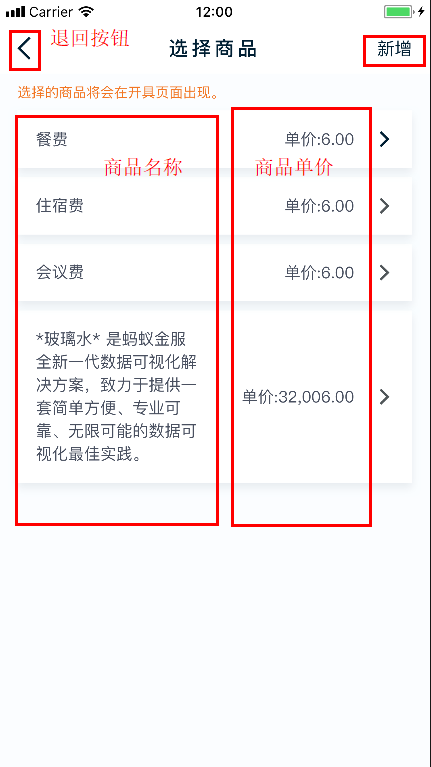 Carrier 12:00
退回按钮
选择商品
新增
选择的商品将会在开具页面出现。
餐费 单价:6.00
商品名称 商品单价
住宿费 单价:6.00
会议费 单价:6.00
*玻璃水* 是蚂蚁金服
全新一代数据可视化解
决方案，致力于提供一
套简单方便、专业可
靠、无限可能的数据可
视化最佳实践。
单价:32,006.00